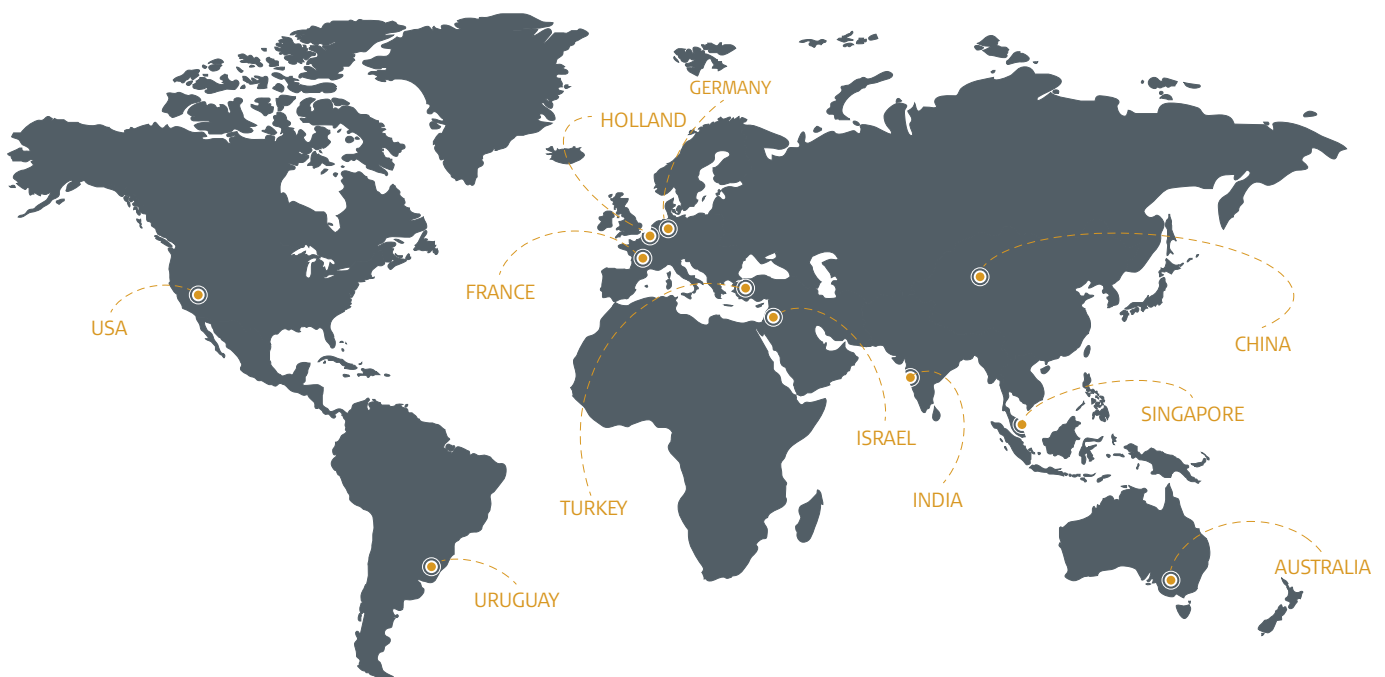 GERMANY
HOLLAND
FRANCE
USA
CHINA
SINGAPORE
ISRAEL
INDIA
TURKEY
AUSTRALIA
URUGUAY